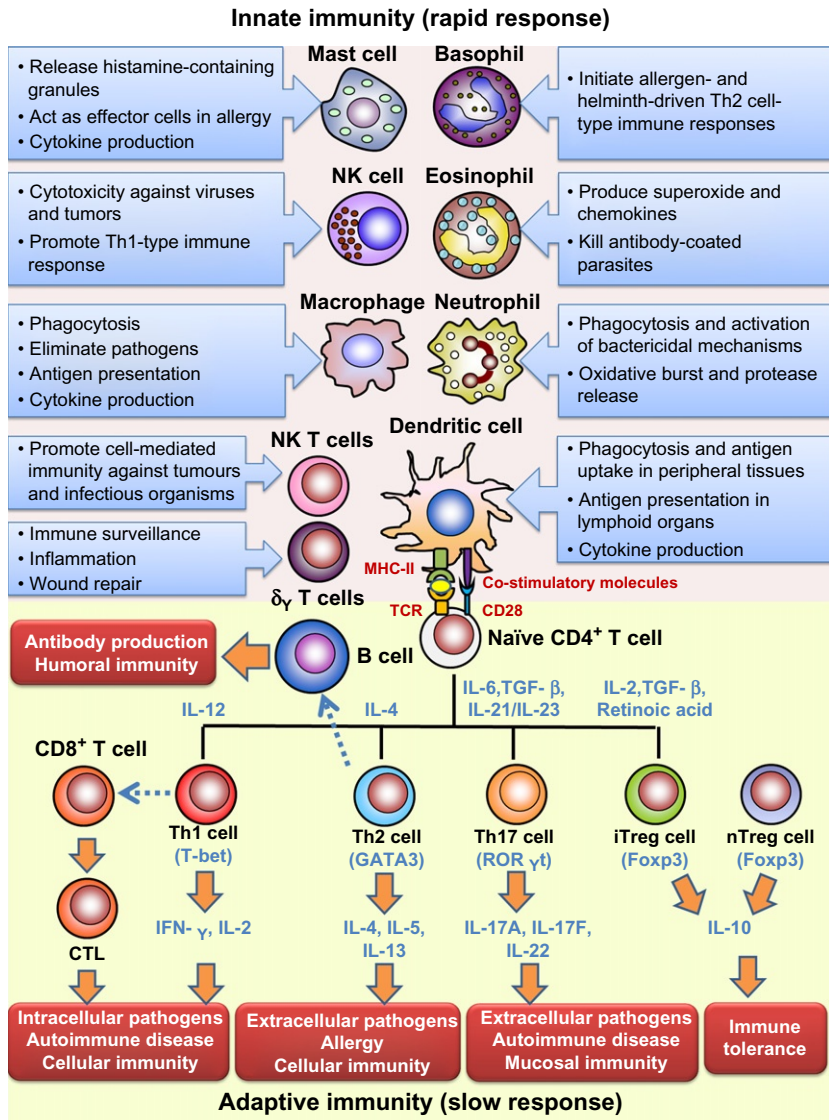 Innate immunity (rapid response)
Mast cell
Basophil
• Release histamine-containing
granules
• Act as effector cells in allergy
• Cytokine production
• Initiate allergen- and
helminth-driven Th2 cell-
type immune responses
NK cell
Eosinophil
• Cytotoxicity against viruses
and tumors
• Promote Th1-type immune
response
• Produce superoxide and
chemokines
• Kill antibody-coated
parasites
Macrophage
Neutrophil
• Phagocytosis
• Eliminate pathogens
• Antigen presentation
• Cytokine production
• Phagocytosis and activation
of bactericidal mechanisms
• Oxidative burst and protease
release
NK T cells
Dendritic cell
• Promote cell-mediated
immunity against tumours
and infectious organisms
• Phagocytosis and antigen
uptake in peripheral tissues
• Antigen presentation in
lymphoid organs
• Cytokine production
• Immune surveillance
• Inflammation
• Wound repair
δγ T cells
MHC-II
Co-stimulatory molecules
TCR
CD28
Naïve CD4+ T cell
Antibody production
Humoral immunity
B cell
IL-12
IL-4
IL-6,TGF- β,
IL-21/IL-23
IL-2,TGF- β,
Retinoic acid
CD8+ T cell
Th1 cell
(T-bet)
Th2 cell
(GATA3)
Th17 cell
(ROR γt)
iTreg cell
(Foxp3)
nTreg cell
(Foxp3)
CTL
IFN- γ, IL-2
IL-4, IL-5,
IL-13
IL-17A, IL-17F,
IL-22
IL-10
Intracellular pathogens
Autoimmune disease
Cellular immunity
Extracellular pathogens
Allergy
Cellular immunity
Extracellular pathogens
Autoimmune disease
Mucosal immunity
Immune
tolerance
Adaptive immunity (slow response)